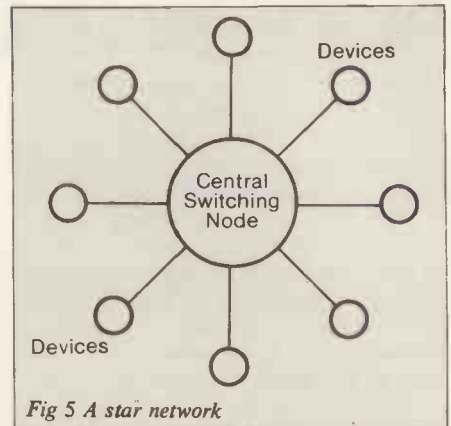 Devices
Central
Switching
Node
Devices
Fig 5 A star network